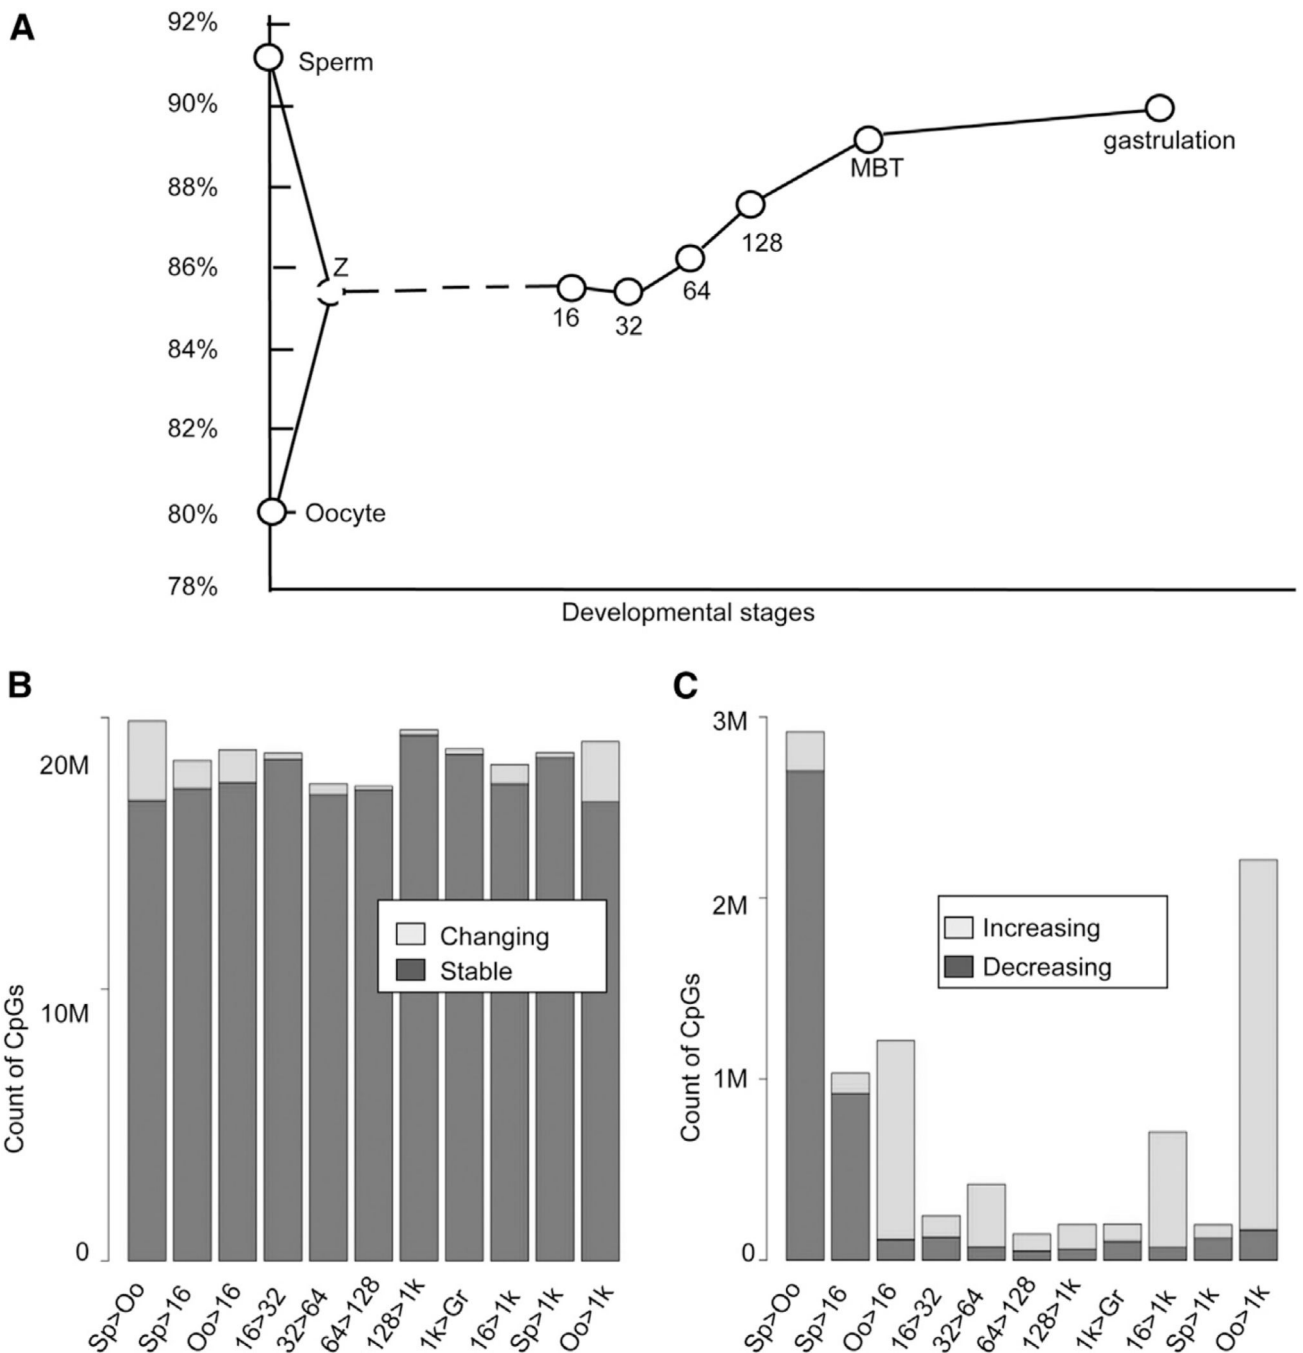 A
92%
Sperm
90%
gastrulation
MBT
88%
128
86%
Z
64
16
32
84%
82%
80%
Oocyte
78%
Developmental stages
B
20M
10M
0
Count of CpGs
Changing
Stable
Sp>Oo
Sp>16
Oo>16
16>32
32>64
64>128
128>1k
1k>Gr
16>1k
Sp>1k
Oo>1k
C
3M
2M
1M
0
Count of CpGs
Increasing
Decreasing
Sp>Oo
Sp>16
Oo>16
16>32
32>64
64>128
128>1k
1k>Gr
16>1k
Sp>1k
Oo>1k